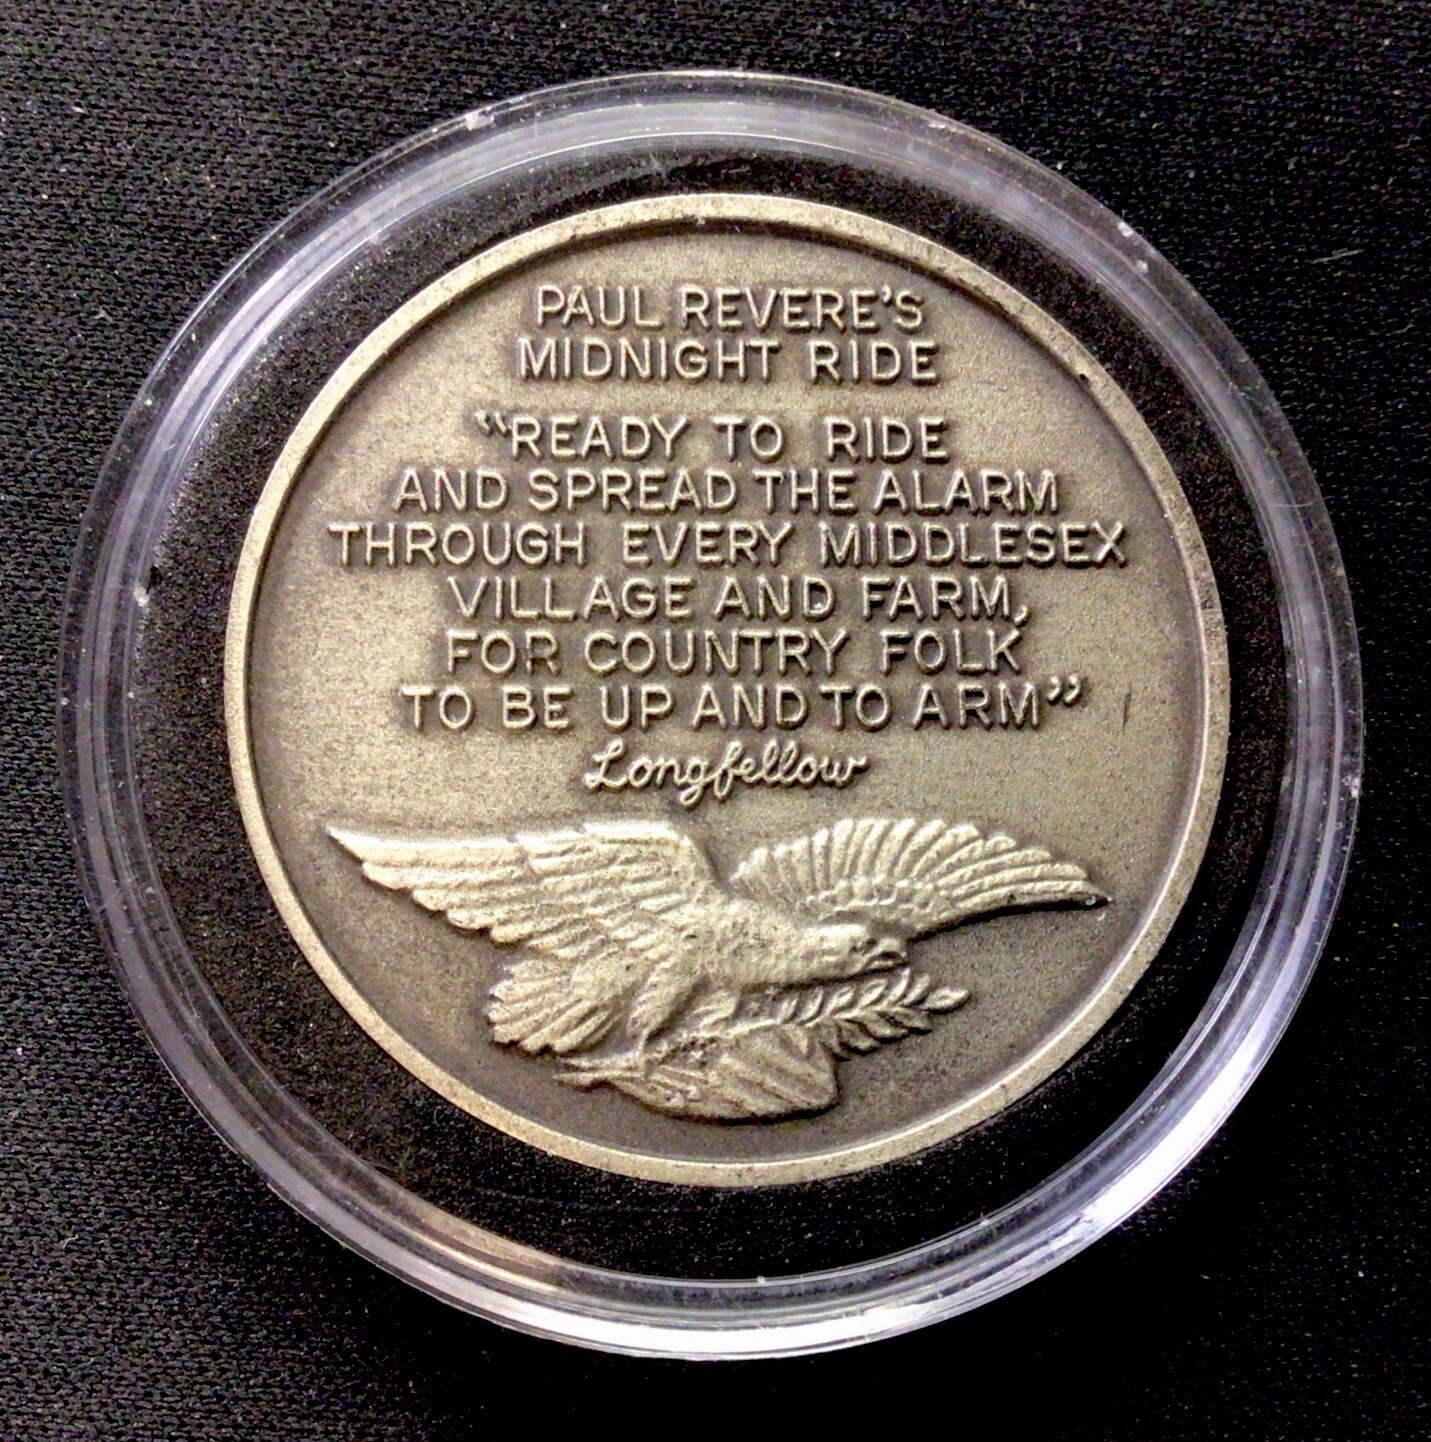 PAUL REVERE'S
MIDNIGHT RIDE
"READY TO RIDE
AND SPREAD THE ALARM
THROUGH EVERY MIDDLESEX
VILLAGE AND FARM,
FOR COUNTRY FOLK
TO BE UP AND TO ARM"
Longfellow